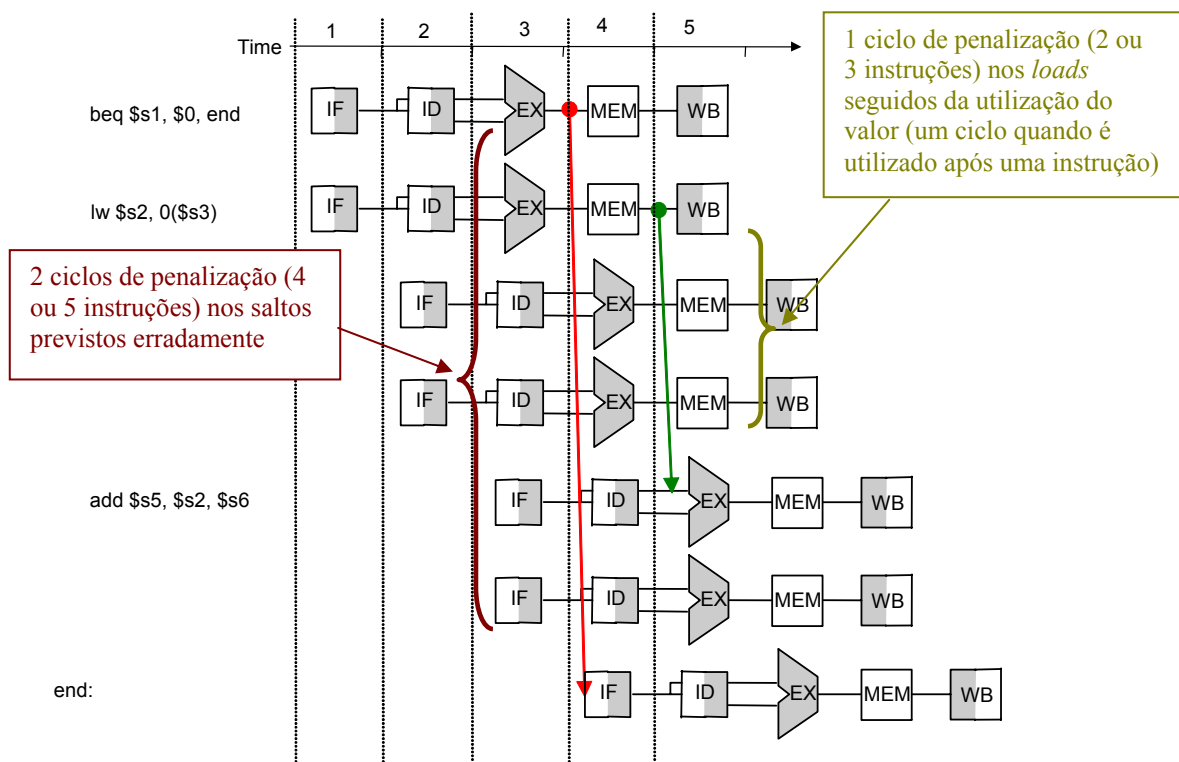 1 2 3 4 5
Time
1 ciclo de penalização (2 ou
3 instruções) nos loads
seguidos da utilização do
valor (um ciclo quando é
utilizado após uma instrução)
beq $s1, $0, end
IF ID EX MEM WB
lw $s2, 0($s3)
IF ID EX MEM WB
2 ciclos de penalização (4
ou 5 instruções) nos saltos
previstos erradamente
IF ID EX MEM WB
IF ID EX MEM WB
add $s5, $s2, $s6
IF ID EX MEM WB
IF ID EX MEM WB
end:
IF ID EX MEM WB